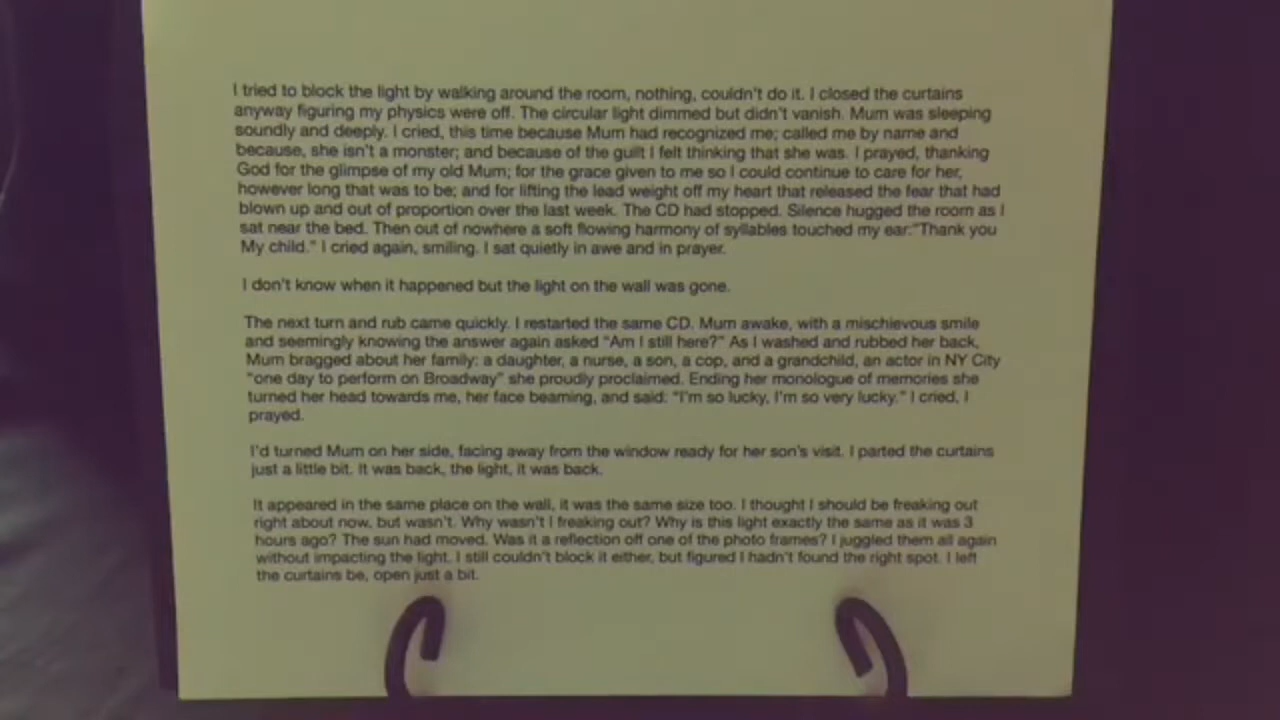 I tried to block the light by walking around the room, nothing, couldn't do it. I closed the curtains
anyway figuring my physics were off. The circular light dimmed but didn't vanish. Mum was sleeping
soundly and deeply. I cried, this time because Mum had recognized me; called me by name and
because, she isn't a monster; and because of the guilt I felt thinking that she was. I prayed, thanking
God for the glimpse of my old Mum; for the grace given to me so I could continue to care for her,
however long that was to be; and for lifting the lead weight off my heart that released the fear that had
blown up and out of proportion over the last week. The CD had stopped. Silence hugged the room as I
sat near the bed. Then out of nowhere a soft flowing harmony of syllables touched my ear:"Thank you
My child." I cried again, smiling. I sat quietly in awe and in prayer.
I don't know when it happened but the light on the wall was gone.
The next turn and rub came quickly. I restarted the same CD. Mum awake, with a mischievous smile
and seemingly knowing the answer again asked "Am I still here?" As I washed and rubbed her back,
Mum bragged about her family: a daughter, a nurse, a son, a cop, and a grandchild, an actor in NY City
"one day to perform on Broadway" she proudly proclaimed. Ending her monologue of memories she
turned her head towards me, her face beaming, and said: "I'm so lucky, I'm so very lucky." I cried, I
prayed.
I'd turned Mum on her side, facing away from the window ready for her son's visit. I parted the curtains
just a little bit. It was back, the light, it was back.
It appeared in the same place on the wall, it was the same size too. I thought I should be freaking out
right about now, but wasn't. Why wasn't I freaking out? Why is this light exactly the same as it was 3
hours ago? The sun had moved. Was it a reflection off one of the photo frames? I juggled them all again
without impacting the light. I still couldn't block it either, but figured I hadn't found the right spot. I left
the curtains be, open just a bit.